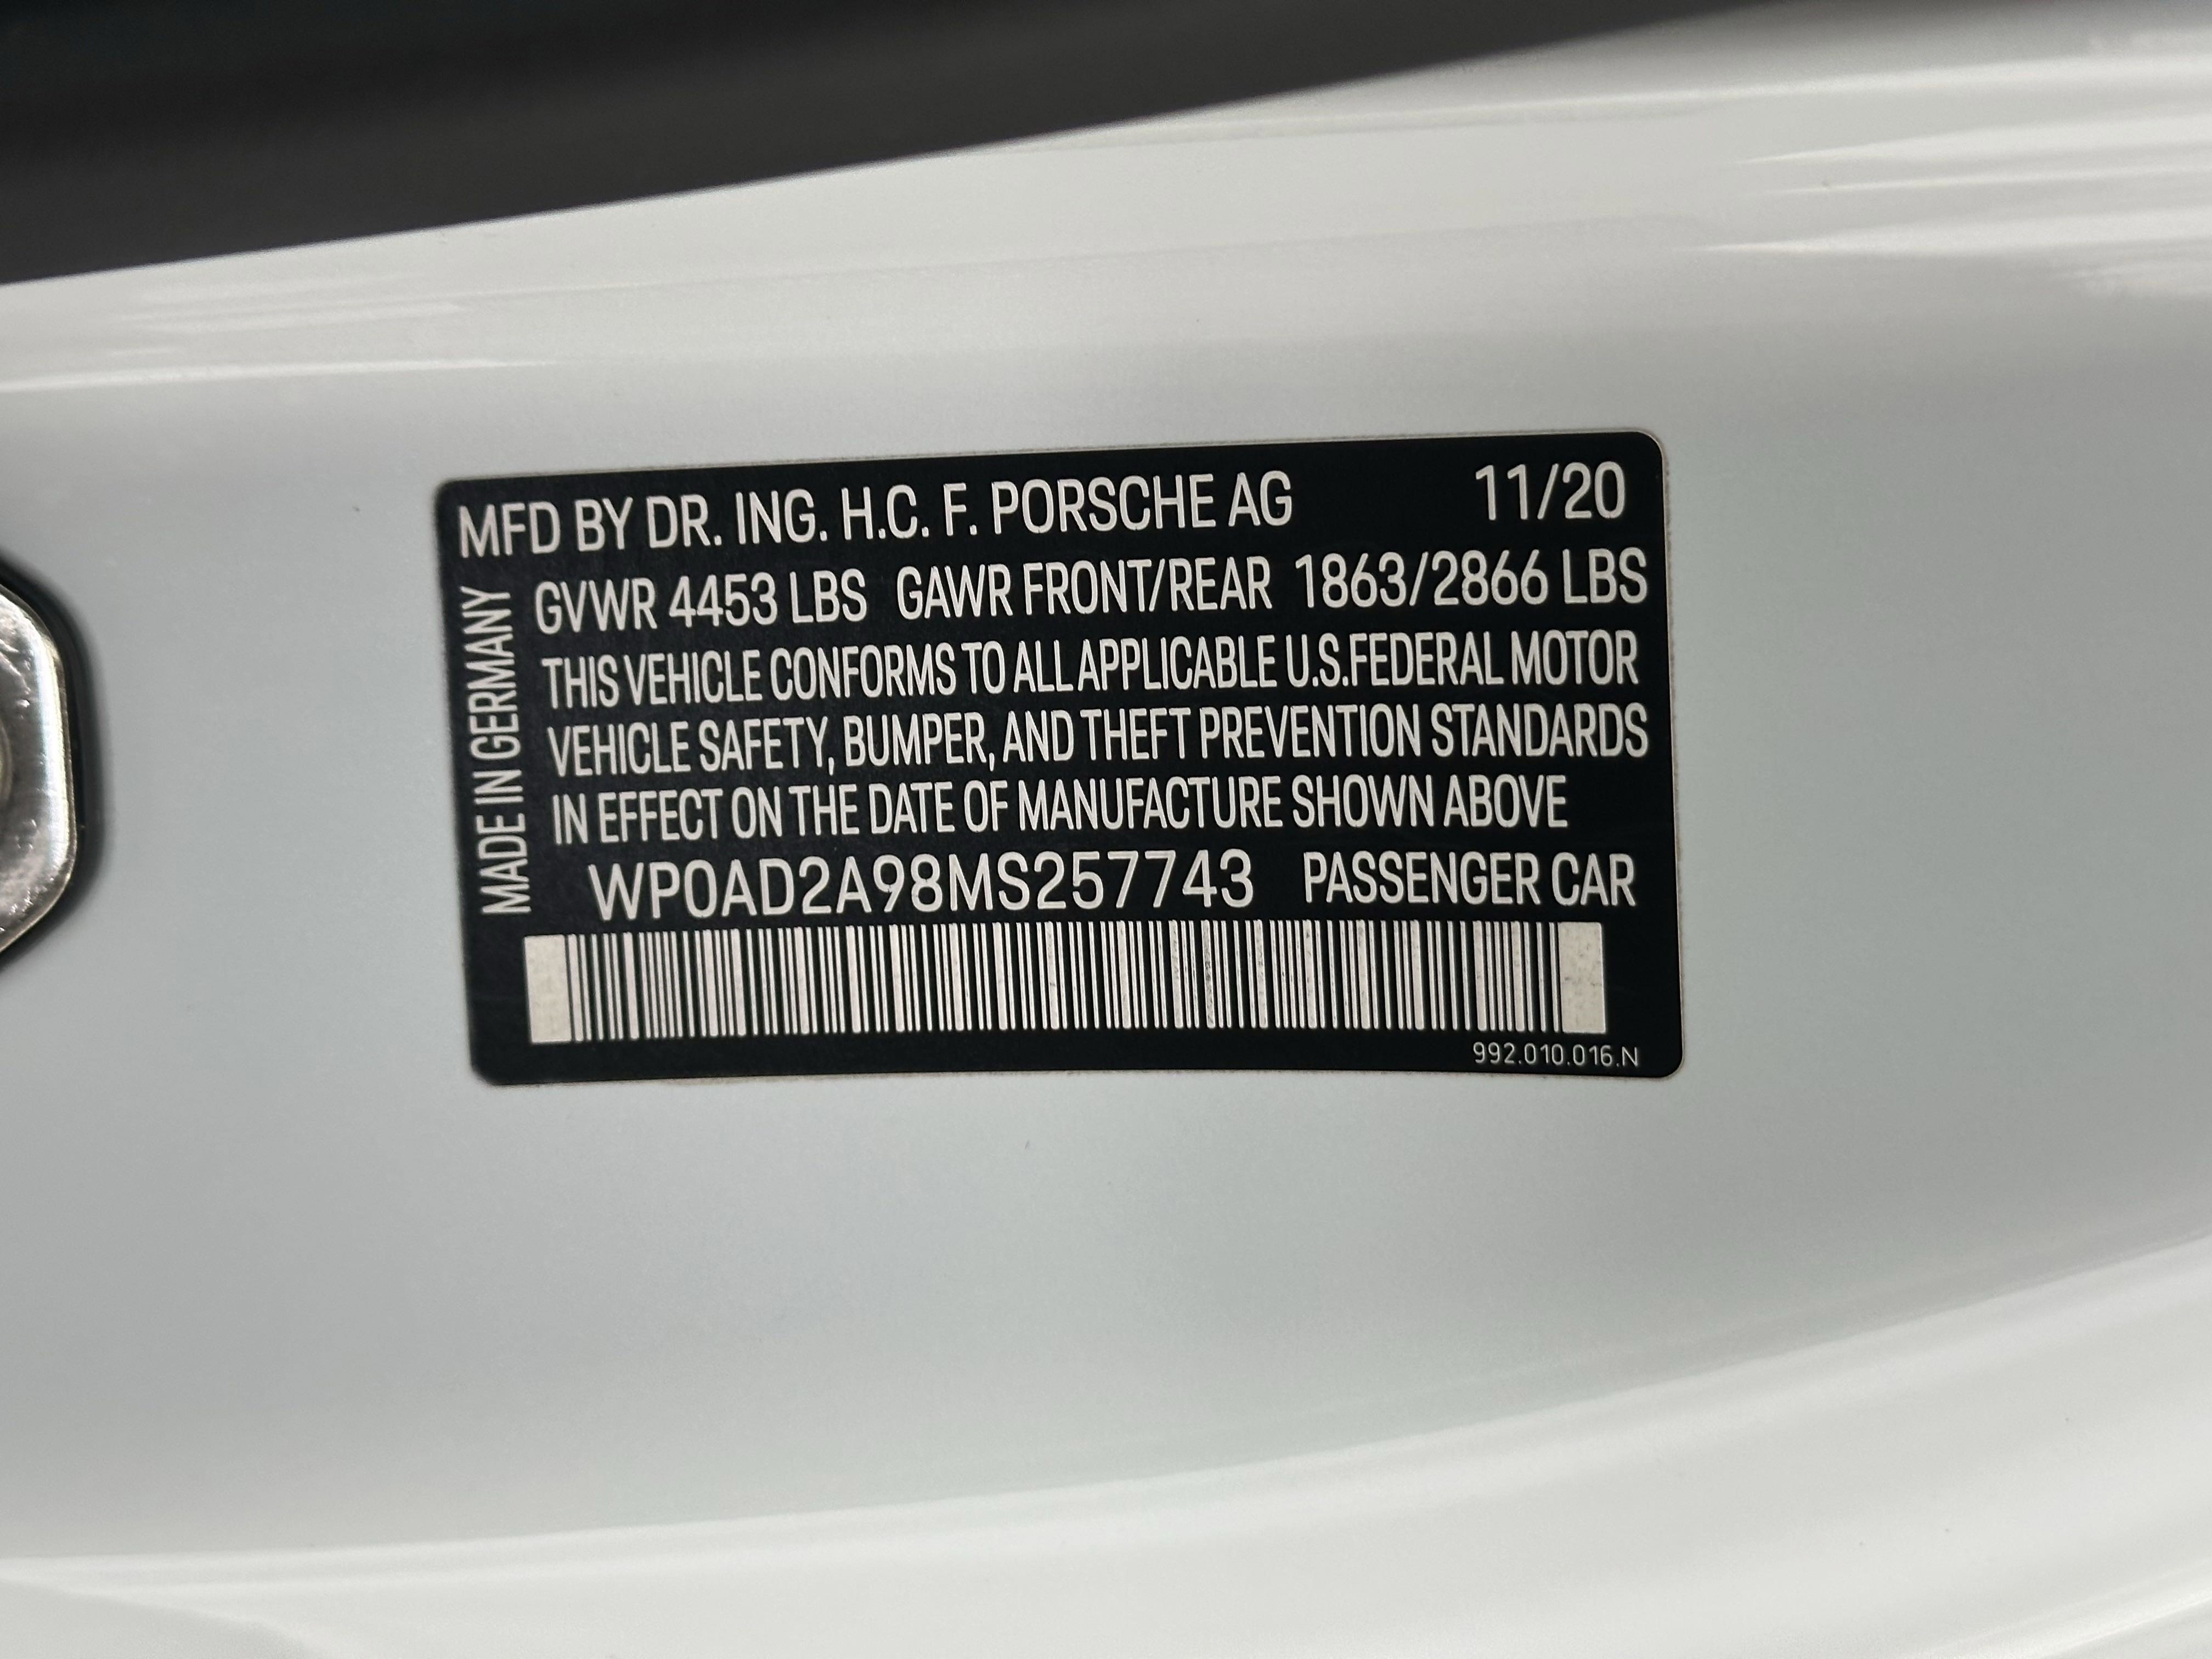 MFD BY DR. ING. H.C. F. PORSCHE AG 11/20
GVWR 4453 LBS GAWR FRONT/REAR 1863/2866 LBS
THIS VEHICLE CONFORMS TO ALL APPLICABLE U.S.FEDERAL MOTOR
VEHICLE SAFETY, BUMPER, AND THEFT PREVENTION STANDARDS
IN EFFECT ON THE DATE OF MANUFACTURE SHOWN ABOVE
WP0AD2A98MS257743 PASSENGER CAR
MADE IN GERMANY
992.010.016.N